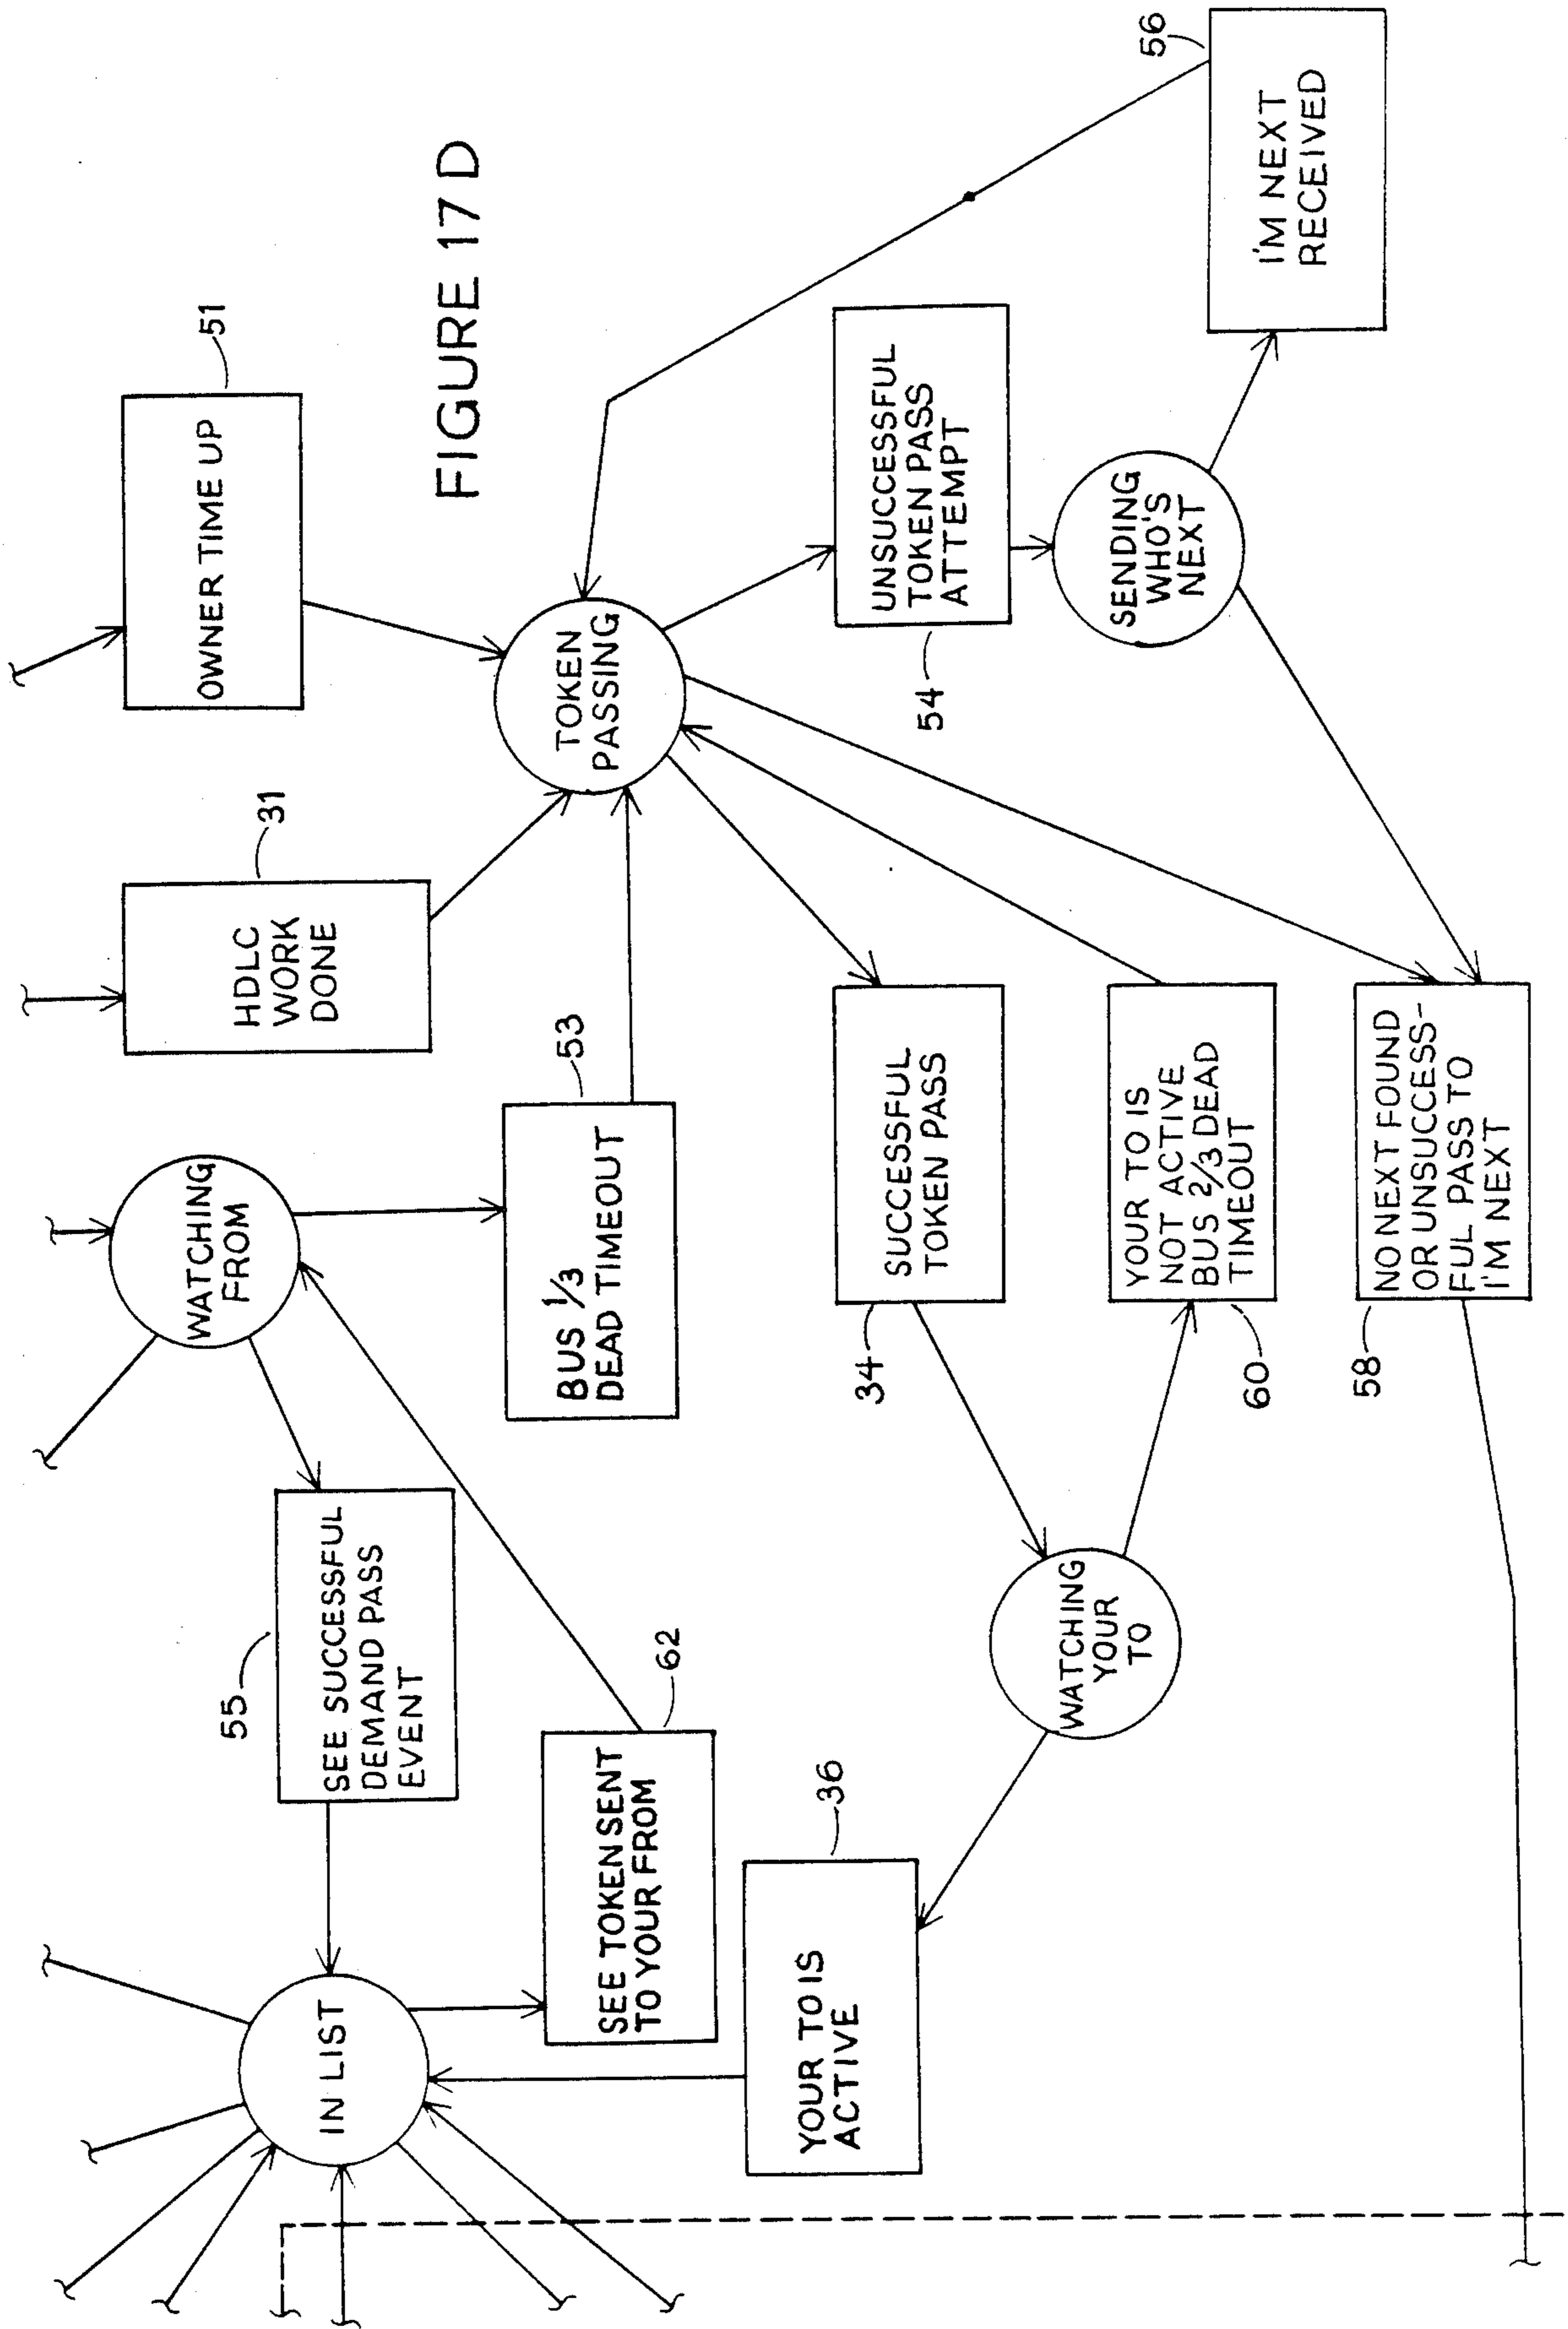 FIGURE 17 D
IN LIST
55
SEE SUCCESSFUL
DEMAND PASS
EVENT
WATCHING
FROM
HDLC
WORK
DONE
31
OWNER TIME UP
51
SEE TOKEN SENT
TO YOUR FROM
62
BUS 1/3
DEAD TIMEOUT
53
TOKEN
PASSING
YOUR TO IS
ACTIVE
36
34
SUCCESSFUL
TOKEN PASS
54
UNSUCCESSFUL
TOKEN PASS
ATTEMPT
WATCHING
YOUR
TO
60
YOUR TO IS
NOT ACTIVE
BUS 2/3 DEAD
TIMEOUT
SENDING
WHO'S
NEXT
56
I'M NEXT
RECEIVED
58
NO NEXT FOUND
OR UNSUCCESS-
FUL PASS TO
I'M NEXT